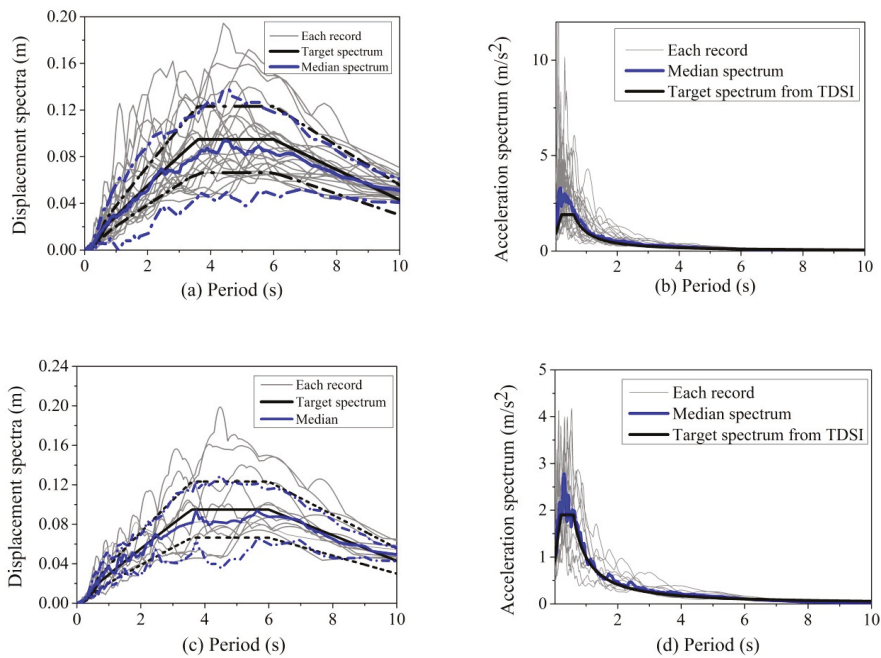 0.20
0.16
0.12
0.08
0.04
0.00
Displacement spectra (m)
Each record
Target spectrum
Median spectrum
0 2 4 6 8 10
(a) Period (s)
10
5
0
Acceleration spectrum (m/s²)
Each record
Median spectrum
Target spectrum from TDSI
2 4 6 8 10
(b) Period (s)
0.24
0.20
0.16
0.12
0.08
0.04
0.00
Displacement spectra (m)
Each record
Target spectrum
Median
0 2 4 6 8 10
(c) Period (s)
5
4
3
2
1
0
Acceleration spectrum (m/s²)
Each record
Median spectrum
Target spectrum from TDSI
2 4 6 8 10
(d) Period (s)